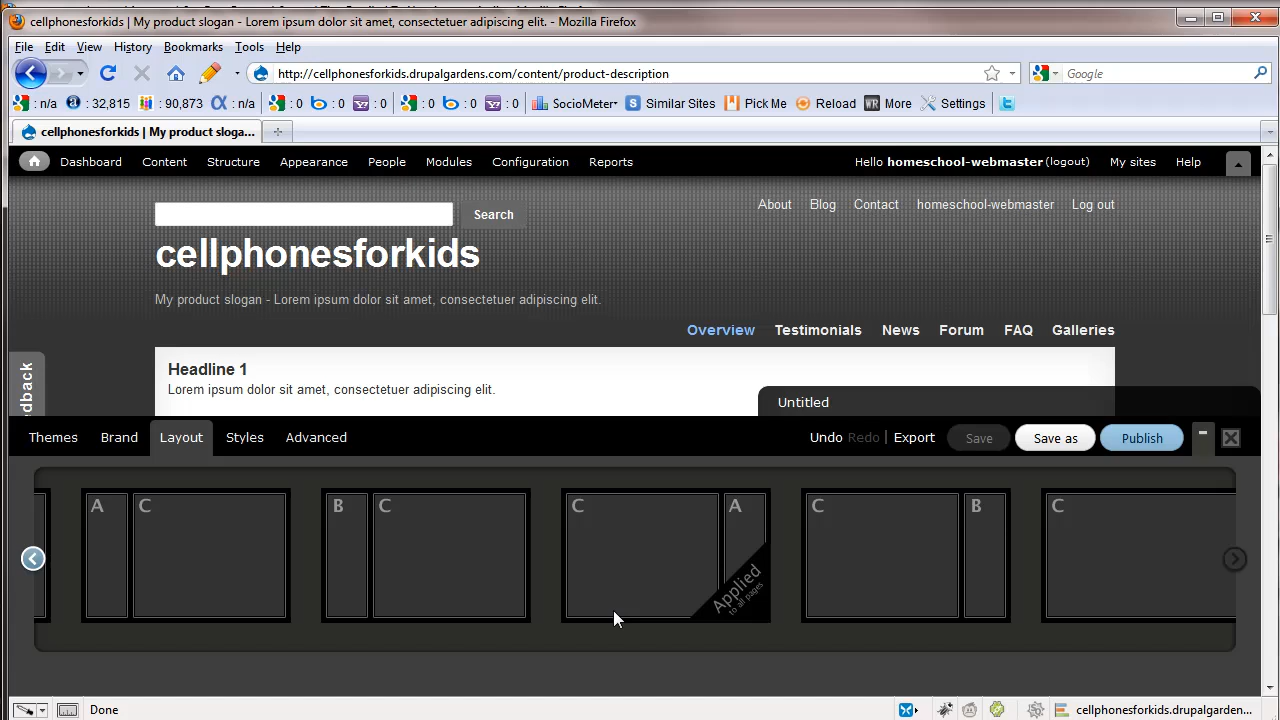 cellphonesforkids | My product slogan - Lorem ipsum dolor sit amet, consectetuer adipiscing elit. - Mozilla Firefox
File Edit View History Bookmarks Tools Help
http://cellphonesforkids.drupalgardens.com/content/product-description
Google
: n/a : 32,815 : 90,873 : n/a : 0 : 0 : 0 : 0 : 0 : 0 SocioMeter Similar Sites Pick Me Reload WR More Settings
cellphonesforkids | My product sloga...
Dashboard Content Structure Appearance People Modules Configuration Reports Hello homeschool-webmaster (logout) My sites Help
About Blog Contact homeschool-webmaster Log out
Search
cellphonesforkids
My product slogan - Lorem ipsum dolor sit amet, consectetuer adipiscing elit.
Overview Testimonials News Forum FAQ Galleries
dback
Headline 1
Lorem ipsum dolor sit amet, consectetuer adipiscing elit.
Untitled
Themes Brand Layout Styles Advanced Undo Redo | Export Save Save as Publish
A C B C C A C B C
Applied
to all pages
Done cellphonesforkids.drupalgarden...